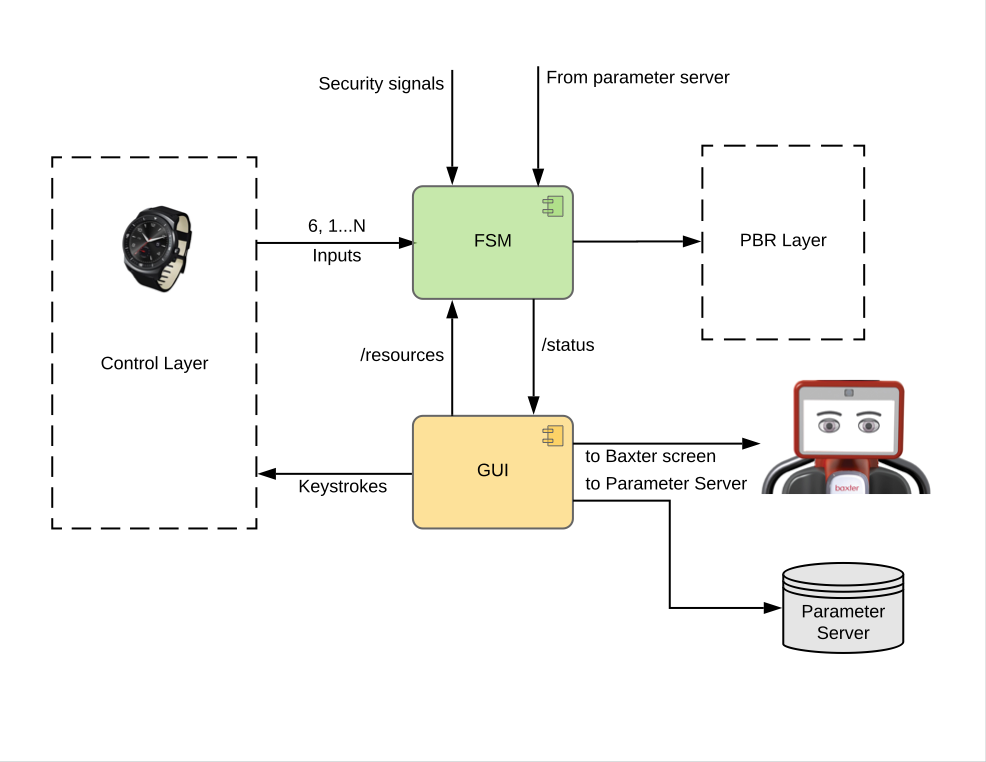 Security signals
From parameter server
6, 1...N
Inputs
FSM
PBR Layer
Control Layer
/resources
/status
GUI
to Baxter screen
to Parameter Server
Keystrokes
baxter
Parameter
Server